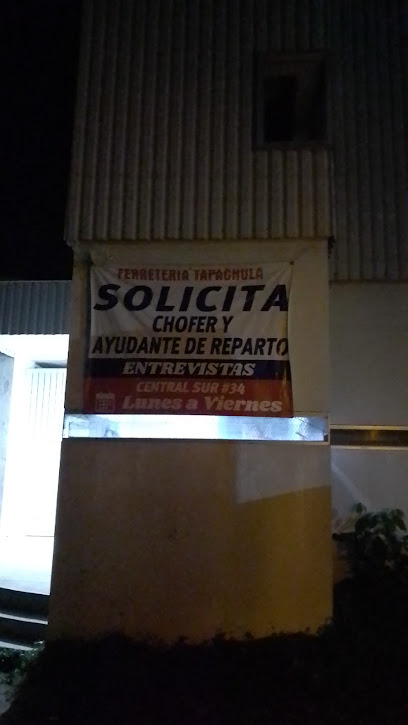 FERRETERIA TAPACHULA
SOLICITA
CHOFER Y
AYUDANTE DE REPARTO
ENTREVISTAS
CENTRAL SUR #34
Lunes a Viernes